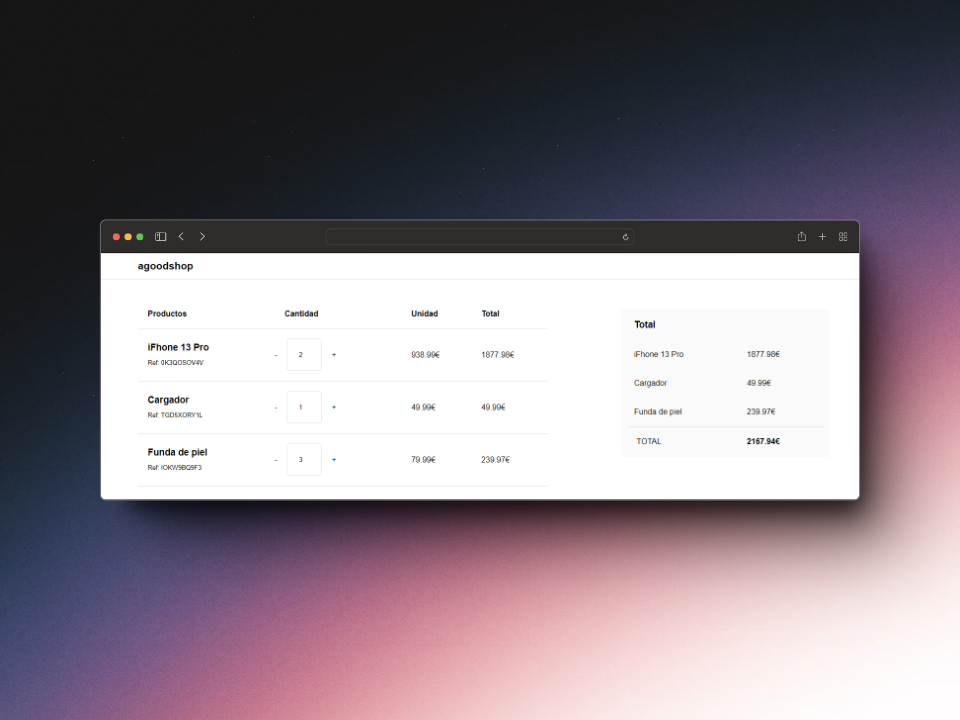 agoodshop
Productos Cantidad Unidad Total
iFhone 13 Pro
Ref: 0K3QOSOV4V
- 2 + 938.99€ 1877.98€
Cargador
Ref: TGD5XORY1L
- 1 + 49.99€ 49.99€
Funda de piel
Ref: IOKW9BQ9F3
- 3 + 79.99€ 239.97€
Total
iFhone 13 Pro 1877.98€
Cargador 49.99€
Funda de piel 239.97€
TOTAL 2167.94€